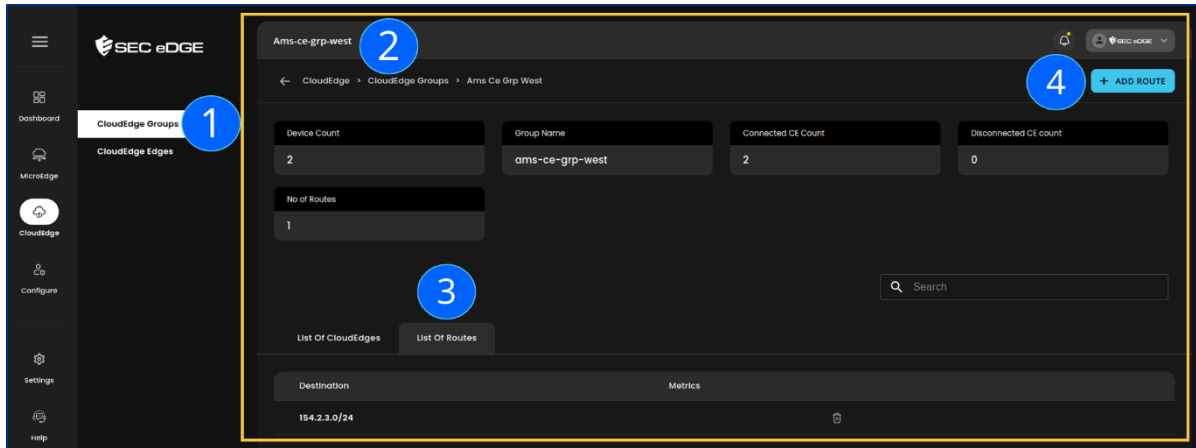 SEC eDGE
Dashboard
MicroEdge
CloudEdge
Configure
Settings
Help
CloudEdge Groups
1
CloudEdge Edges
Ams-ce-grp-west
2
SEC eDGE
CloudEdge > CloudEdge Groups > Ams Ce Grp West
4
+ ADD ROUTE
Device Count
2
Group Name
ams-ce-grp-west
Connected CE Count
2
Disconnected CE count
0
No of Routes
1
3
Search
List Of CloudEdges
List Of Routes
Destination
Metrics
154.2.3.0/24